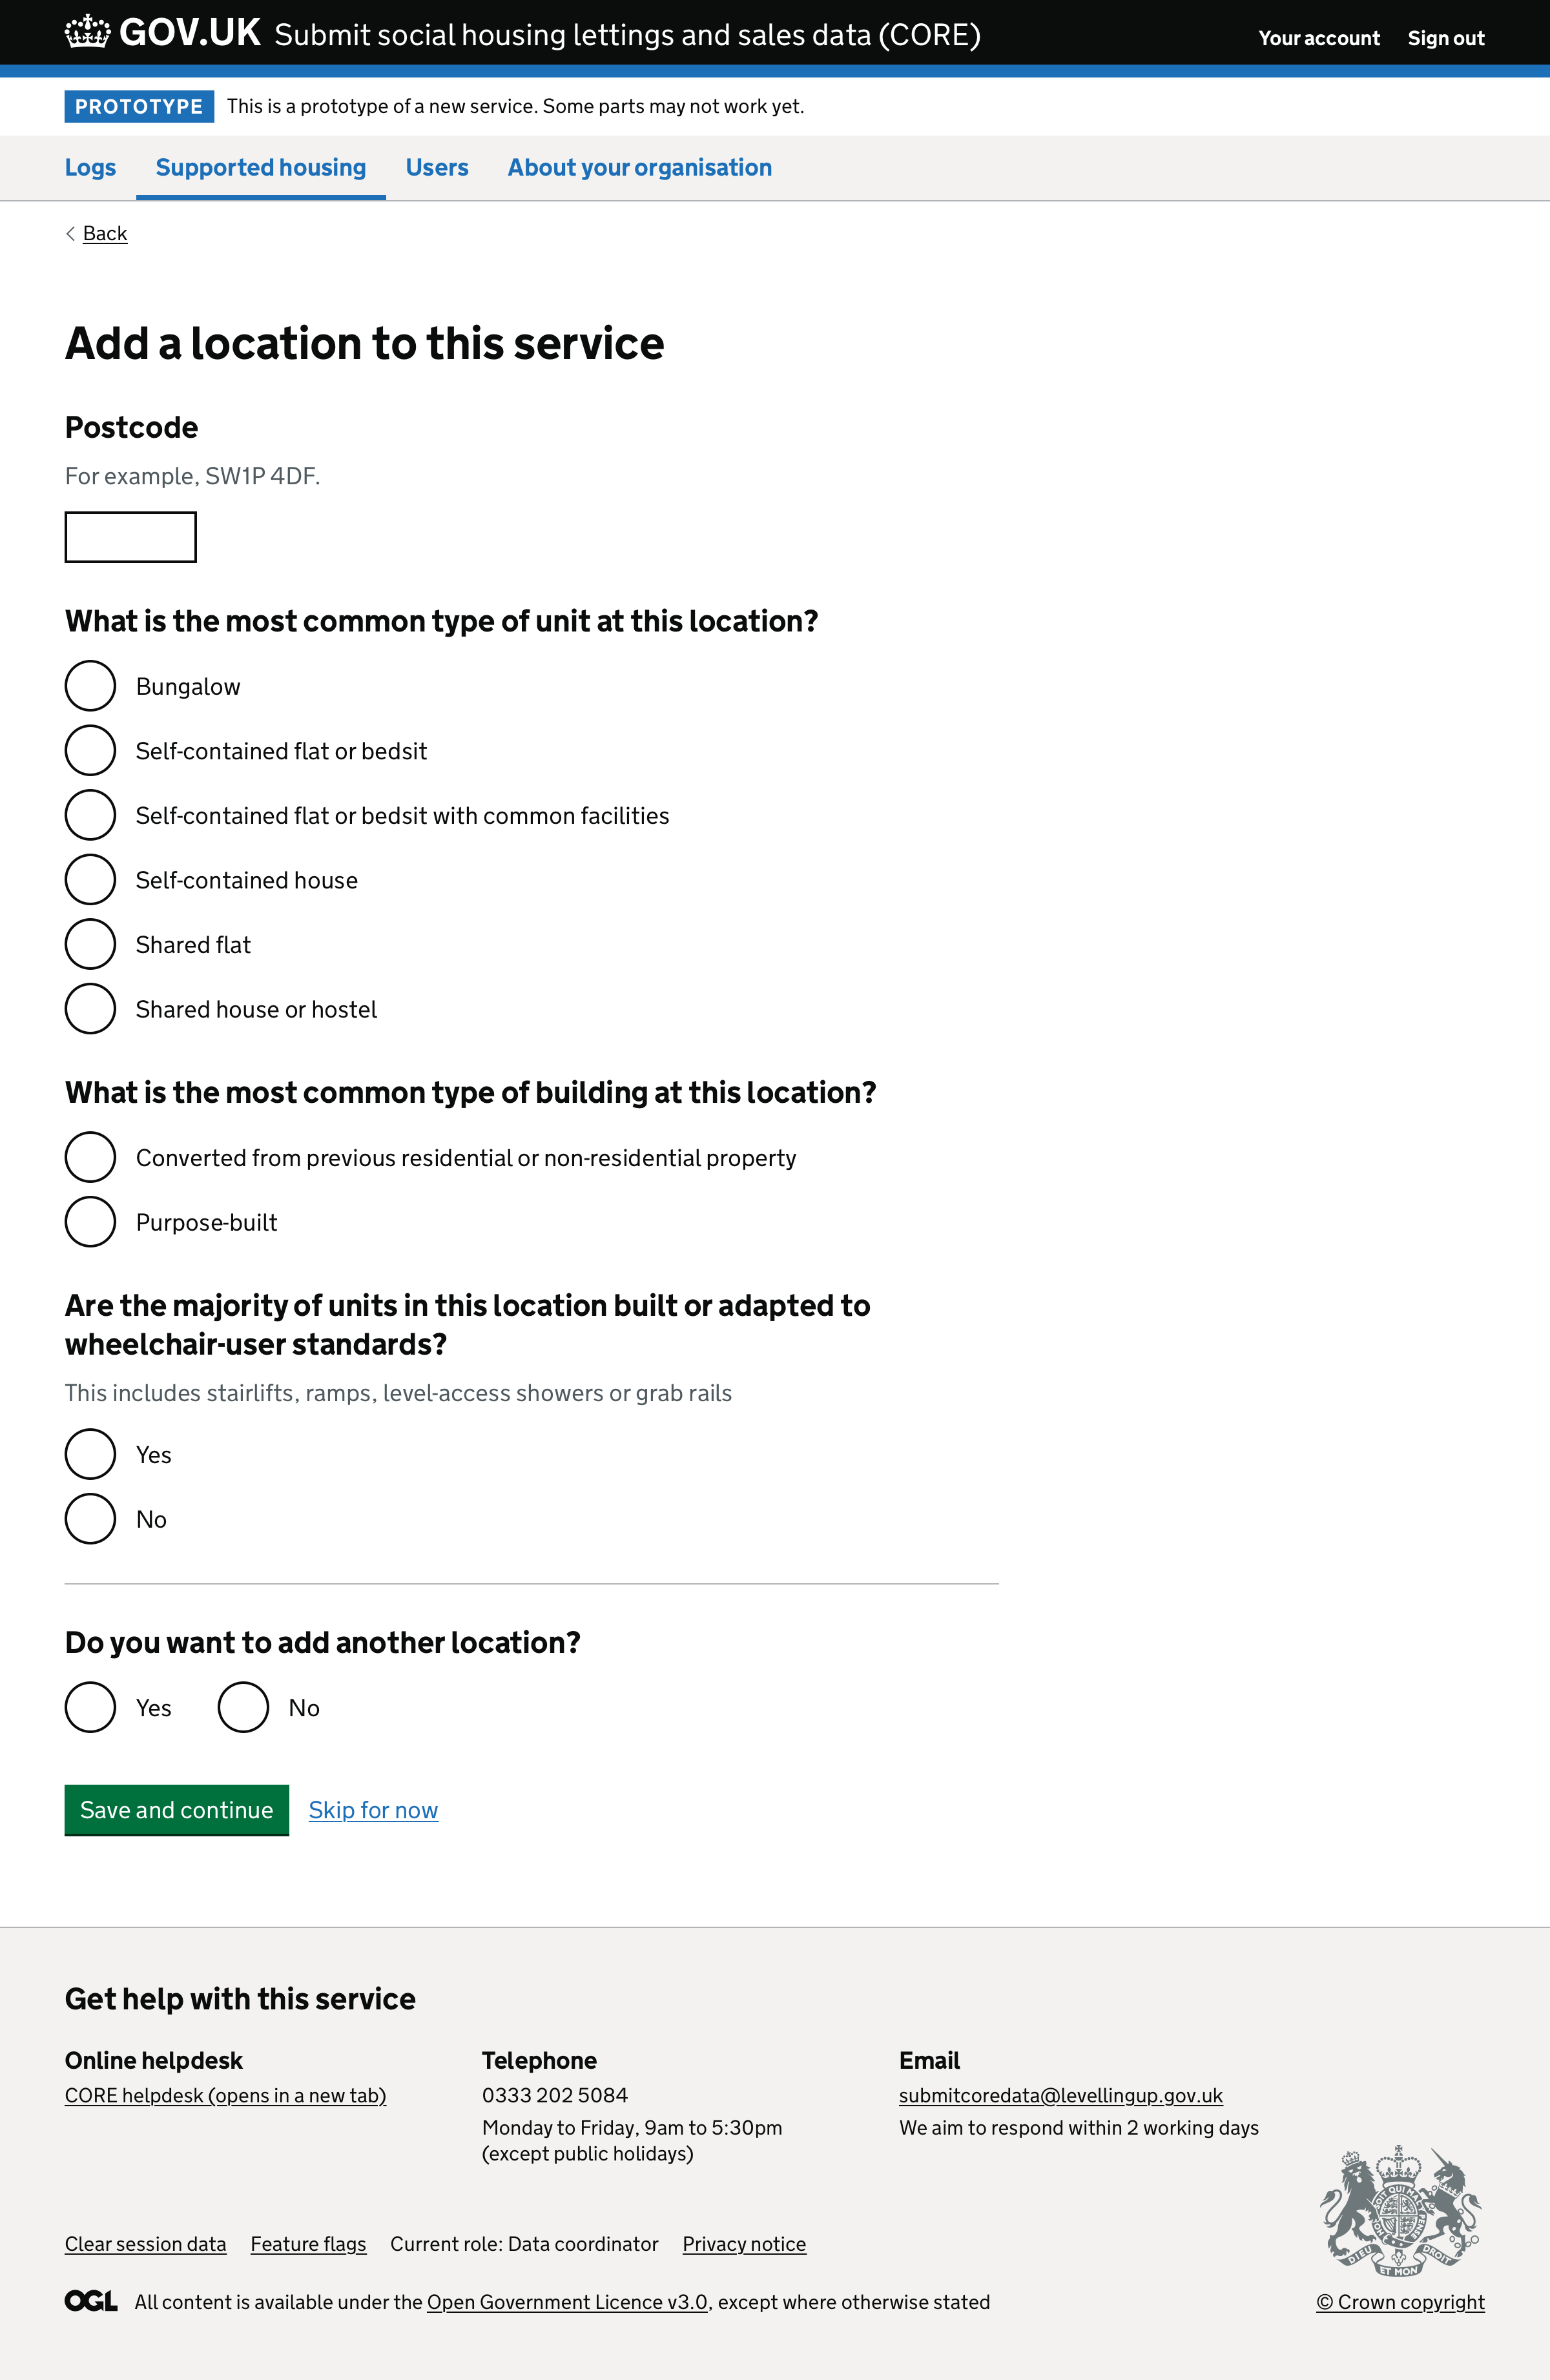 GOV.UK Submit social housing lettings and sales data (CORE)
Your account Sign out
PROTOTYPE This is a prototype of a new service. Some parts may not work yet.
Logs Supported housing Users About your organisation
Back
Add a location to this service
Postcode
For example, SW1P 4DF.
What is the most common type of unit at this location?
Bungalow
Self-contained flat or bedsit
Self-contained flat or bedsit with common facilities
Self-contained house
Shared flat
Shared house or hostel
What is the most common type of building at this location?
Converted from previous residential or non-residential property
Purpose-built
Are the majority of units in this location built or adapted to
wheelchair-user standards?
This includes stairlifts, ramps, level-access showers or grab rails
Yes
No
Do you want to add another location?
Yes No
Save and continue Skip for now
Get help with this service
Online helpdesk
CORE helpdesk (opens in a new tab)
Telephone
0333 202 5084
Monday to Friday, 9am to 5:30pm
(except public holidays)
Email
submitcoredata@levellingup.gov.uk
We aim to respond within 2 working days
Clear session data Feature flags Current role: Data coordinator Privacy notice
DIEU ET MON DROIT
OGL All content is available under the Open Government Licence v3.0, except where otherwise stated
© Crown copyright